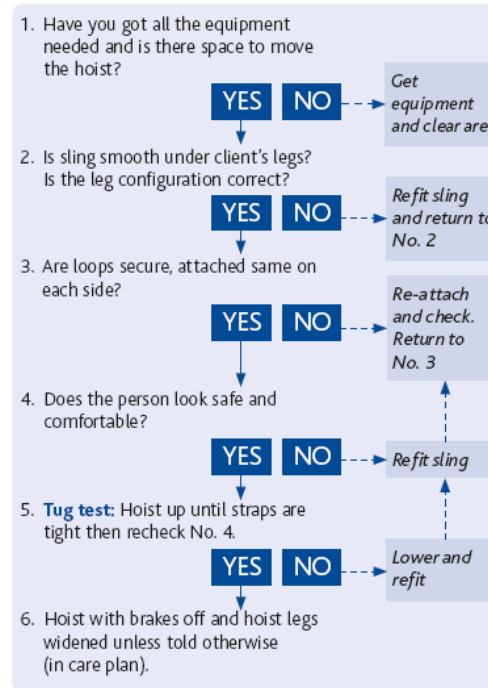 1. Have you got all the equipment
needed and is there space to move
the hoist?
YES NO
Get
equipment
and clear are
2. Is sling smooth under client's legs?
Is the leg configuration correct?
YES NO
Refit sling
and return to
No. 2
3. Are loops secure, attached same on
each side?
YES NO
Re-attach
and check.
Return to
No. 3
4. Does the person look safe and
comfortable?
YES NO
Refit sling
5. Tug test: Hoist up until straps are
tight then recheck No. 4.
YES NO
Lower and
refit
6. Hoist with brakes off and hoist legs
widened unless told otherwise
(in care plan).